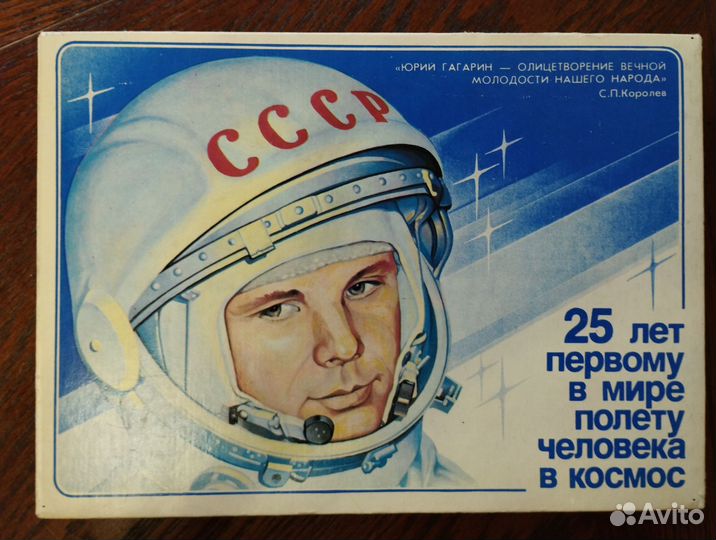 «ЮРИЙ ГАГАРИН — ОЛИЦЕТВОРЕНИЕ ВЕЧНОЙ
МОЛОДОСТИ НАШЕГО НАРОДА»
С.П.Королев
СССР
25 лет
первому
в мире
полету
человека
в космос
Avito